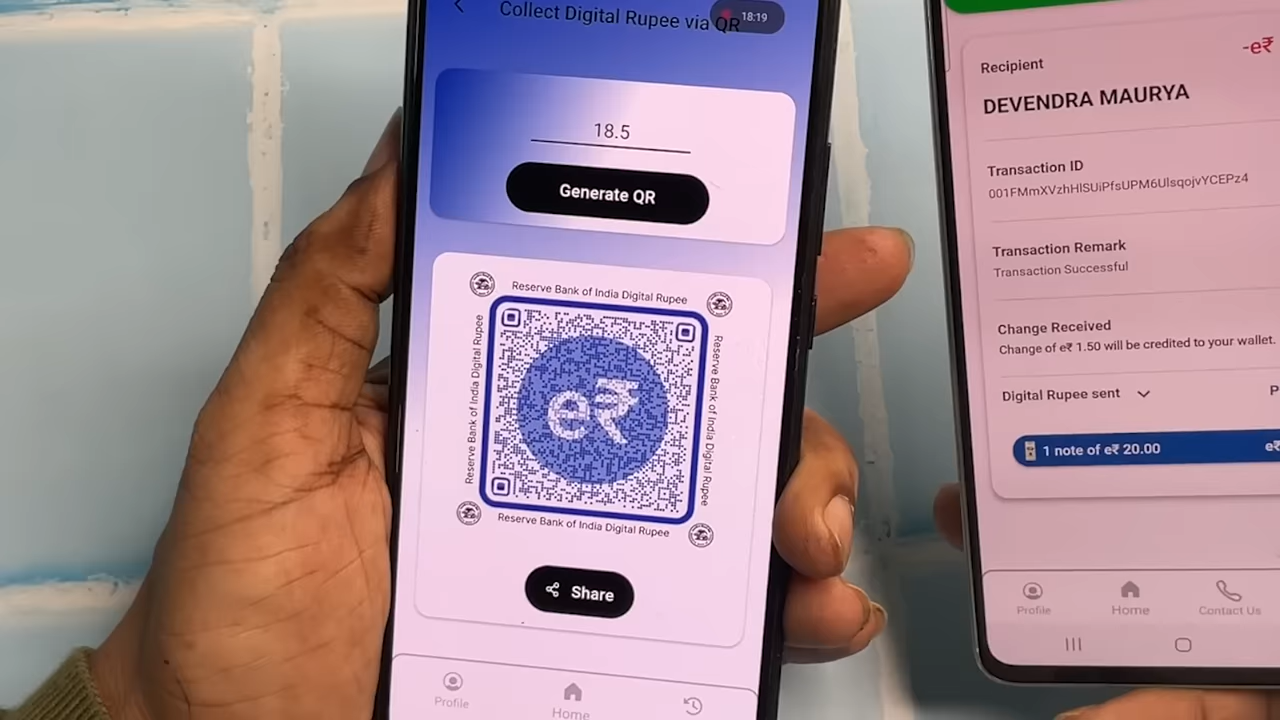 Collect Digital Rupee via QR
18:19
18.5
Generate QR
Reserve Bank of India Digital Rupee
Reserve Bank of India Digital Rupee
Reserve Bank of India Digital Rupee
e₹
Reserve Bank of India Digital Rupee
Share
Profile
Home
-e₹
Recipient
DEVENDRA MAURYA
Transaction ID
001FMmXVzhHlSUiPfsUPM6UlsqojvYCEPz4
Transaction Remark
Transaction Successful
Change Received
Change of e₹ 1.50 will be credited to your wallet.
Digital Rupee sent
P
1 note of e₹ 20.00
e₹
Profile
Home
Contact Us